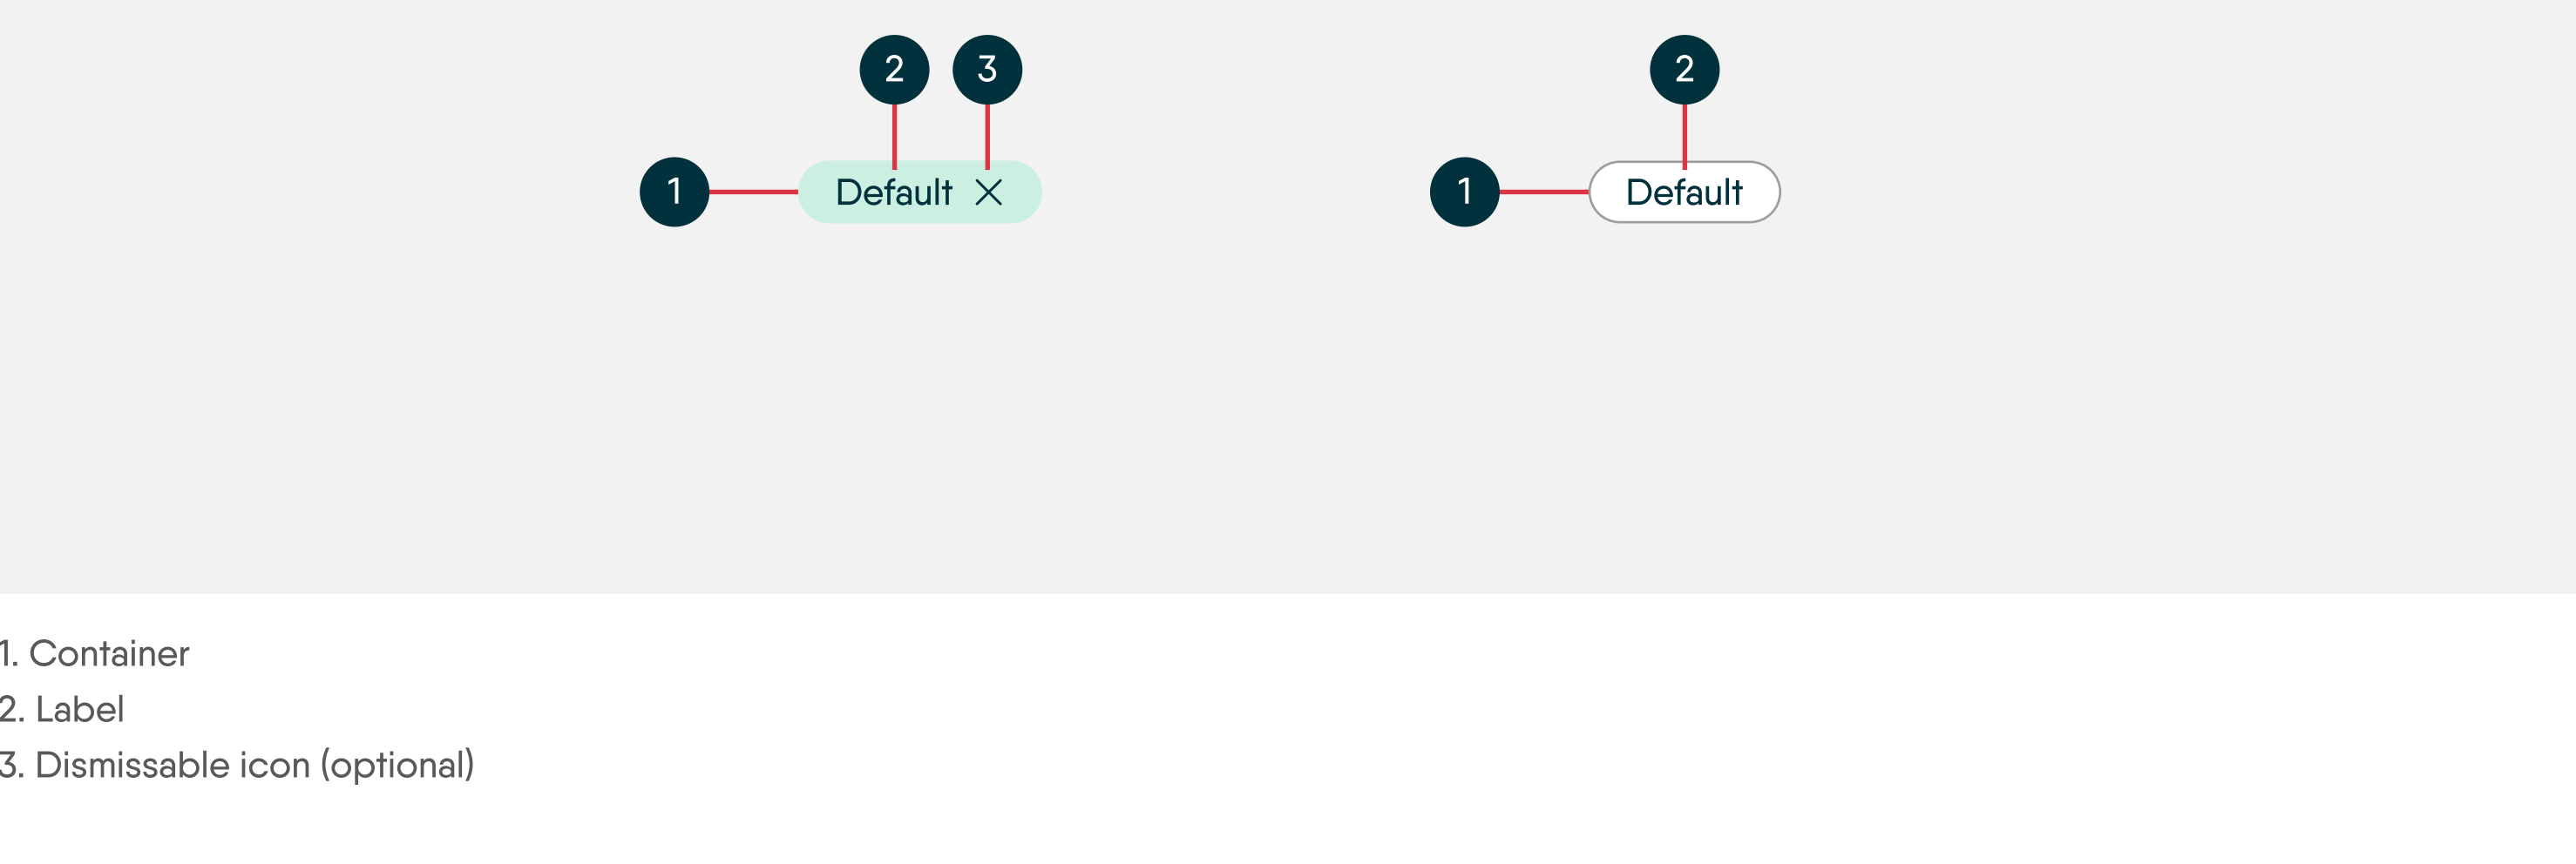 2 3 2
1 Default 1 Default
1. Container
2. Label
3. Dismissable icon (optional)